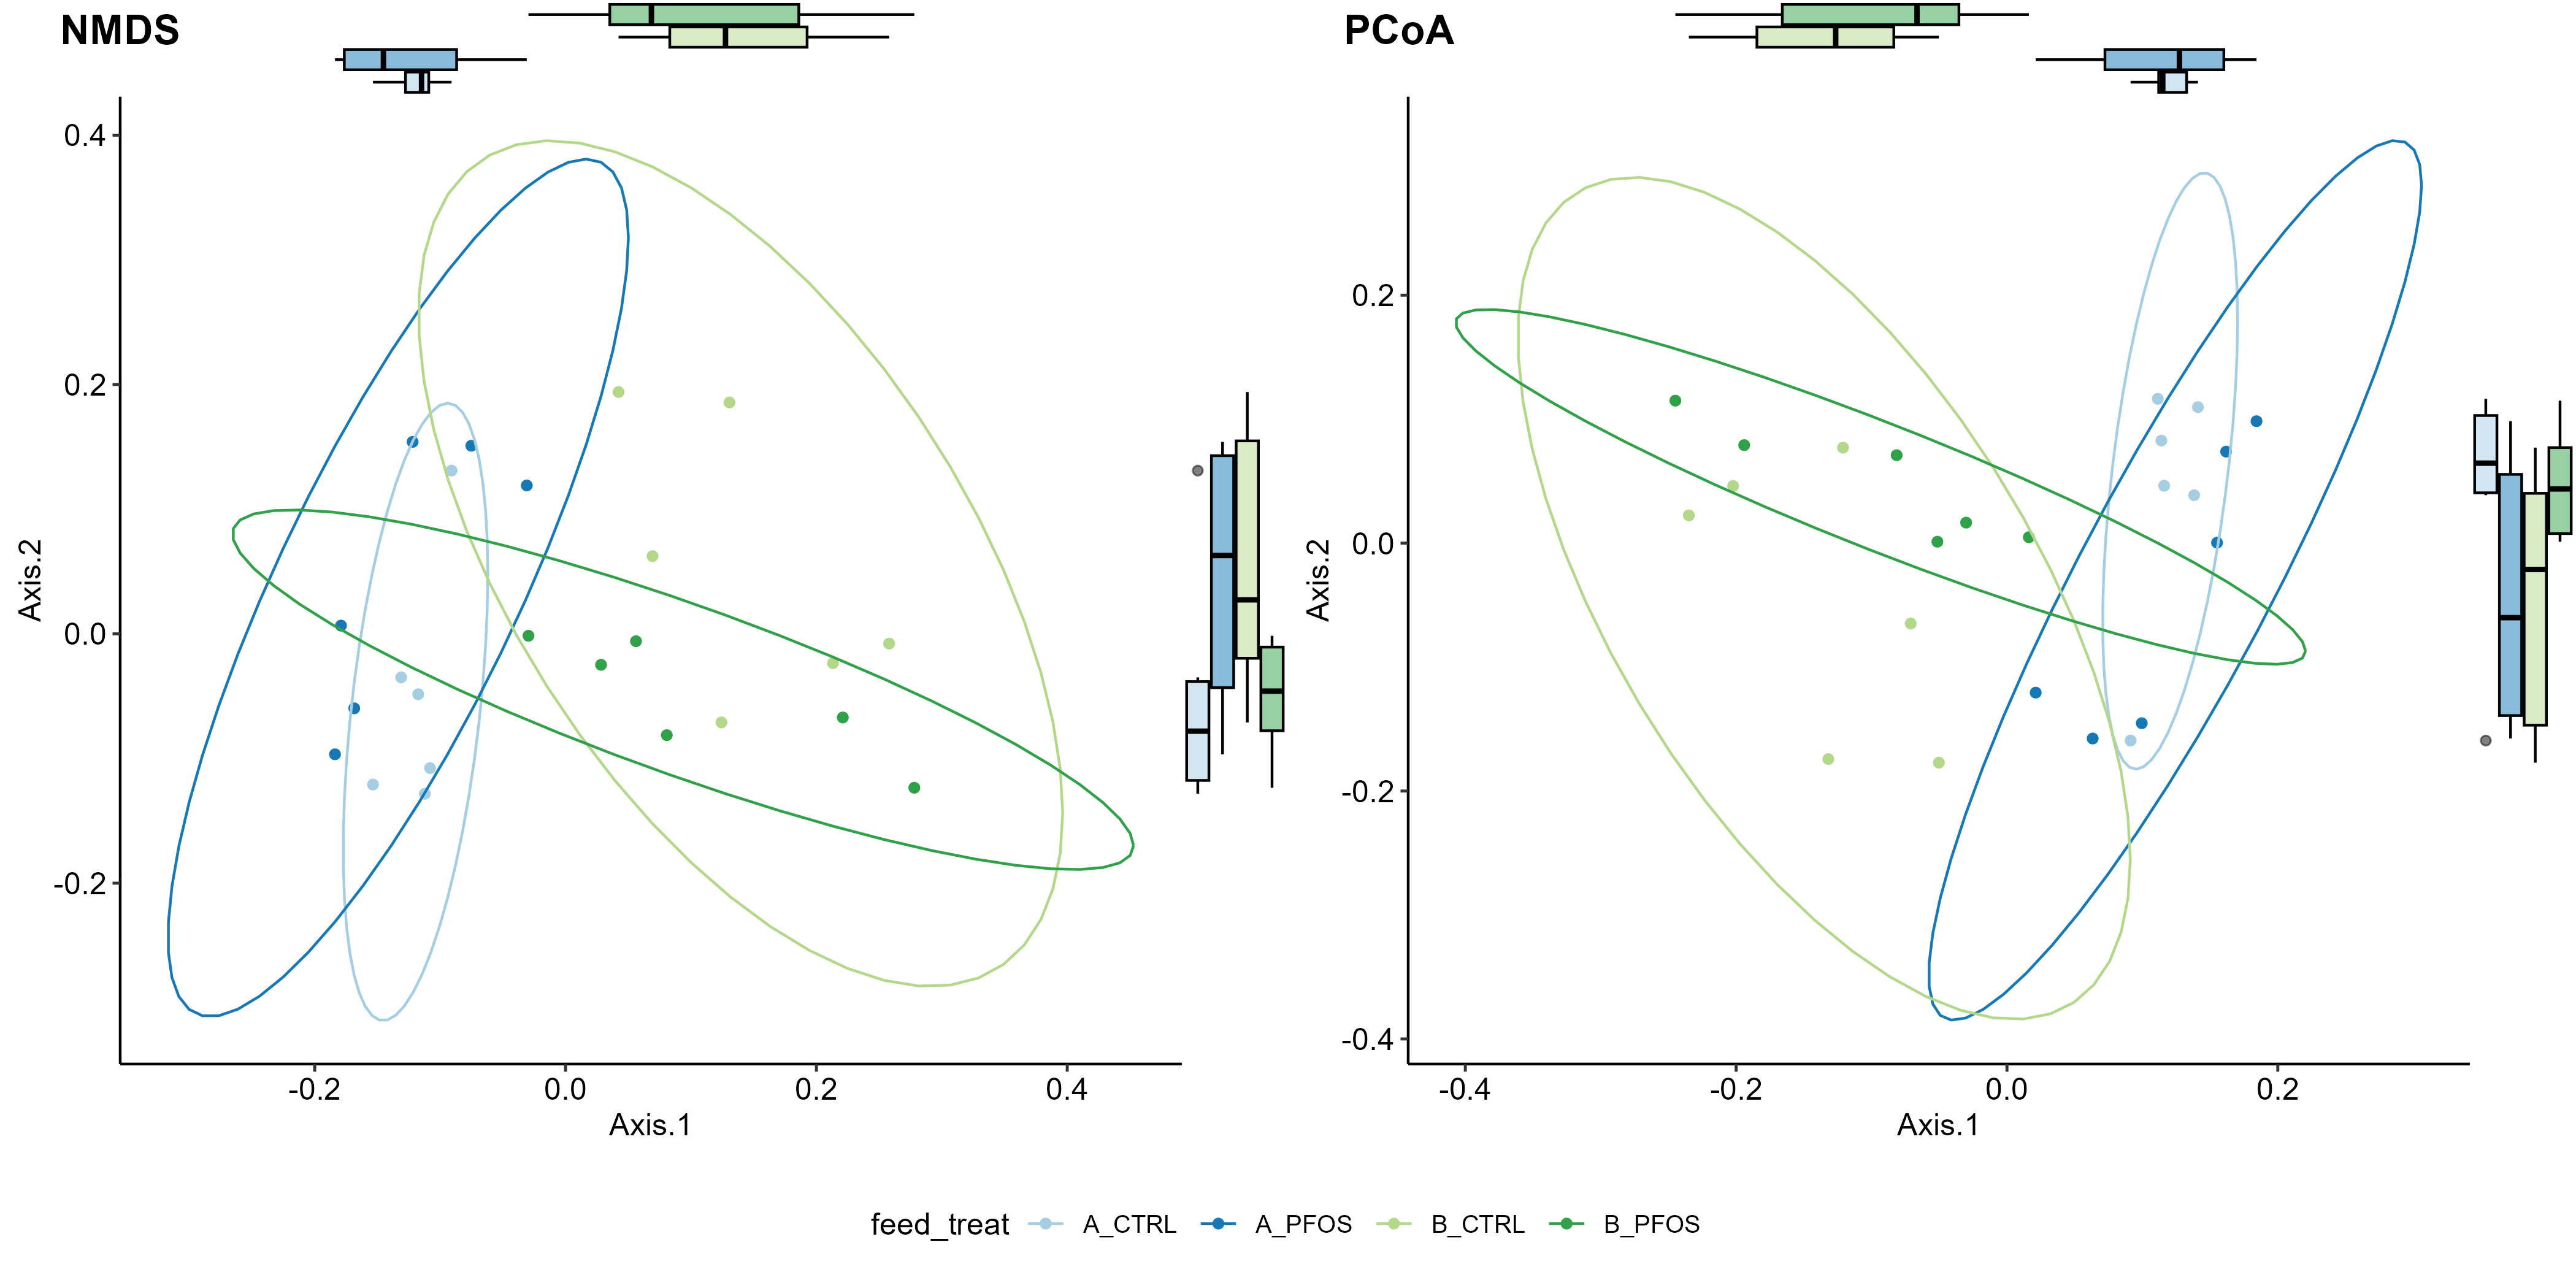 NMDS
0.4
0.2
0.0
-0.2
Axis.2
-0.2 0.0 0.2 0.4
Axis.1
PCoA
0.2
0.0
-0.2
-0.4
Axis.2
-0.4 -0.2 0.0 0.2
Axis.1
feed_treat A_CTRL A_PFOS B_CTRL B_PFOS